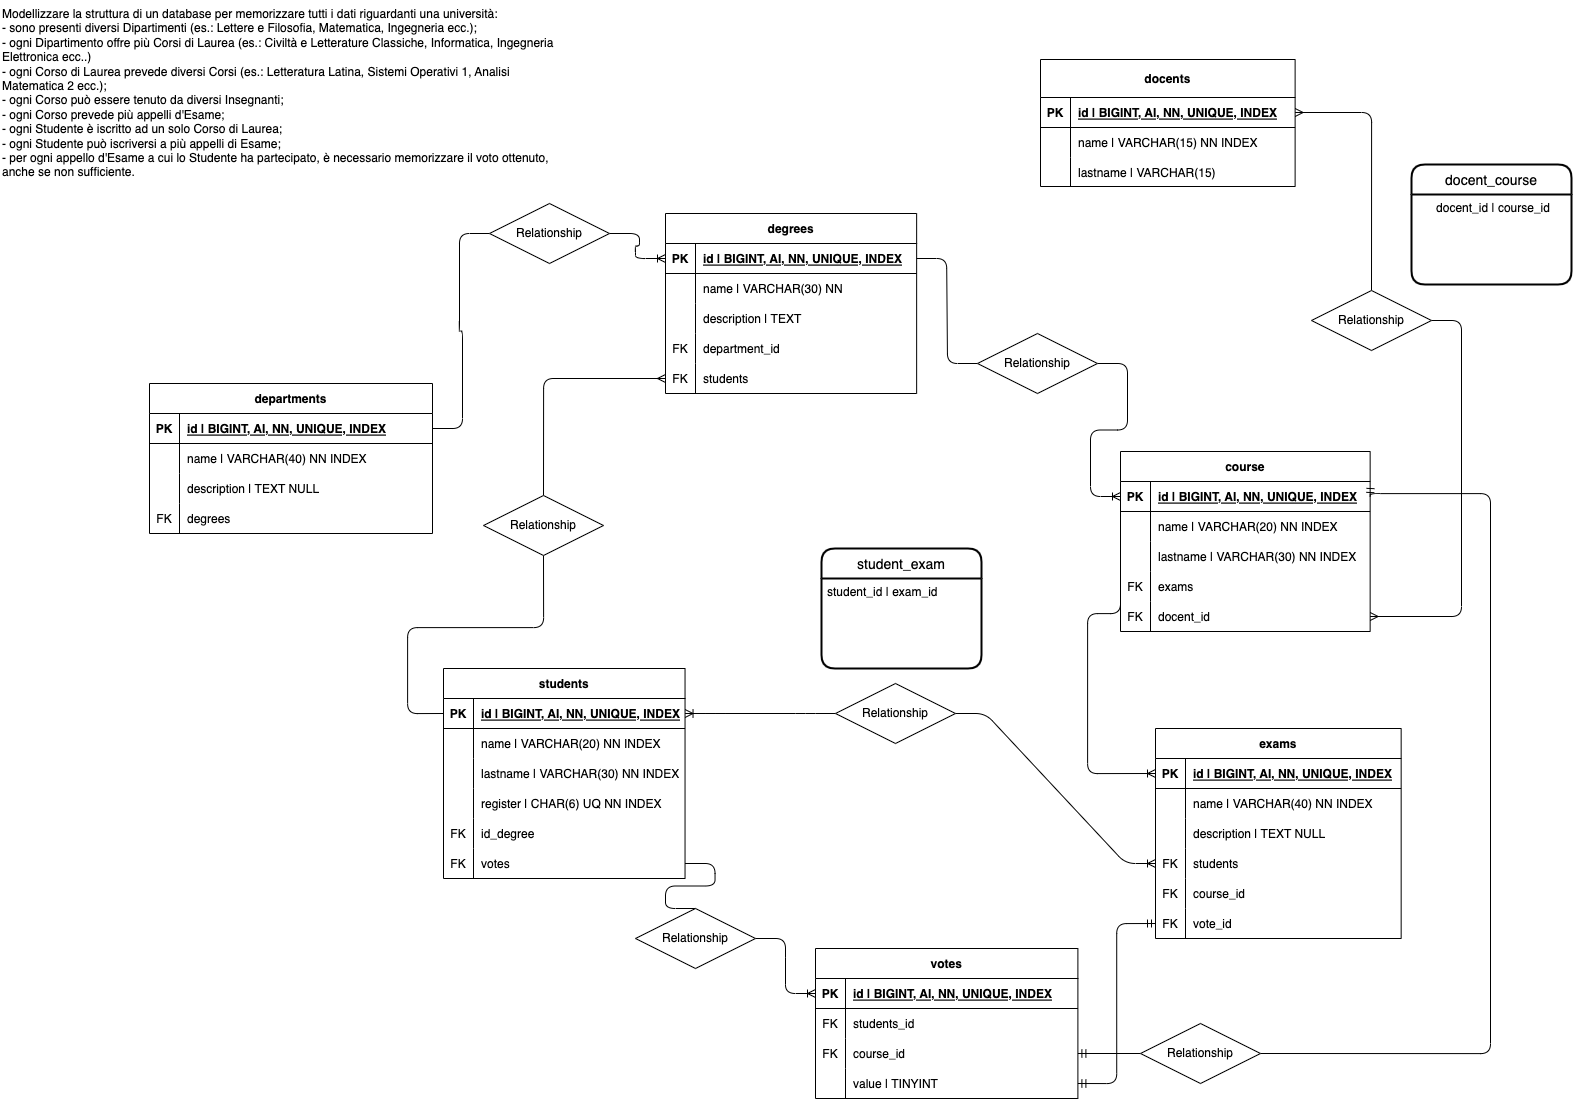 Modellizzare la struttura di un database per memorizzare tutti i dati riguardanti una università:
- sono presenti diversi Dipartimenti (es.: Lettere e Filosofia, Matematica, Ingegneria ecc.);
- ogni Dipartimento offre più Corsi di Laurea (es.: Civiltà e Letterature Classiche, Informatica, Ingegneria
Elettronica ecc..)
- ogni Corso di Laurea prevede diversi Corsi (es.: Letteratura Latina, Sistemi Operativi 1, Analisi
Matematica 2 ecc.);
- ogni Corso può essere tenuto da diversi Insegnanti;
- ogni Corso prevede più appelli d'Esame;
- ogni Studente è iscritto ad un solo Corso di Laurea;
- ogni Studente può iscriversi a più appelli di Esame;
- per ogni appello d'Esame a cui lo Studente ha partecipato, è necessario memorizzare il voto ottenuto,
anche se non sufficiente.
docents
PK id | BIGINT, AI, NN, UNIQUE, INDEX
name | VARCHAR(15) NN INDEX
lastname | VARCHAR(15)
docent_course
docent_id | course_id
Relationship
degrees
PK id | BIGINT, AI, NN, UNIQUE, INDEX
name | VARCHAR(30) NN
description | TEXT
FK department_id
FK students
Relationship
Relationship
departments
PK id | BIGINT, AI, NN, UNIQUE, INDEX
name | VARCHAR(40) NN INDEX
description | TEXT NULL
FK degrees
course
PK id | BIGINT, AI, NN, UNIQUE, INDEX
name | VARCHAR(20) NN INDEX
lastname | VARCHAR(30) NN INDEX
FK exams
FK docent_id
Relationship
student_exam
student_id | exam_id
students
PK id | BIGINT, AI, NN, UNIQUE, INDEX
name | VARCHAR(20) NN INDEX
lastname | VARCHAR(30) NN INDEX
register | CHAR(6) UQ NN INDEX
FK id_degree
FK votes
Relationship
exams
PK id | BIGINT, AI, NN, UNIQUE, INDEX
name | VARCHAR(40) NN INDEX
description | TEXT NULL
FK students
FK course_id
FK vote_id
Relationship
votes
PK id | BIGINT, AI, NN, UNIQUE, INDEX
FK students_id
FK course_id
value | TINYINT
Relationship